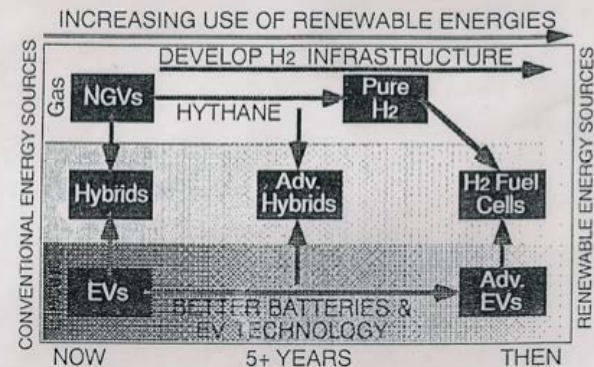 INCREASING USE OF RENEWABLE ENERGIES
DEVELOP H2 INFRASTRUCTURE
CONVENTIONAL ENERGY SOURCES
Gas
NGVs
HYTHANE
Pure
H2
Hybrids
Adv.
Hybrids
H2 Fuel
Cells
EVs
BETTER BATTERIES &
EV TECHNOLOGY
Adv.
EVs
RENEWABLE ENERGY SOURCES
NOW
5+ YEARS
THEN